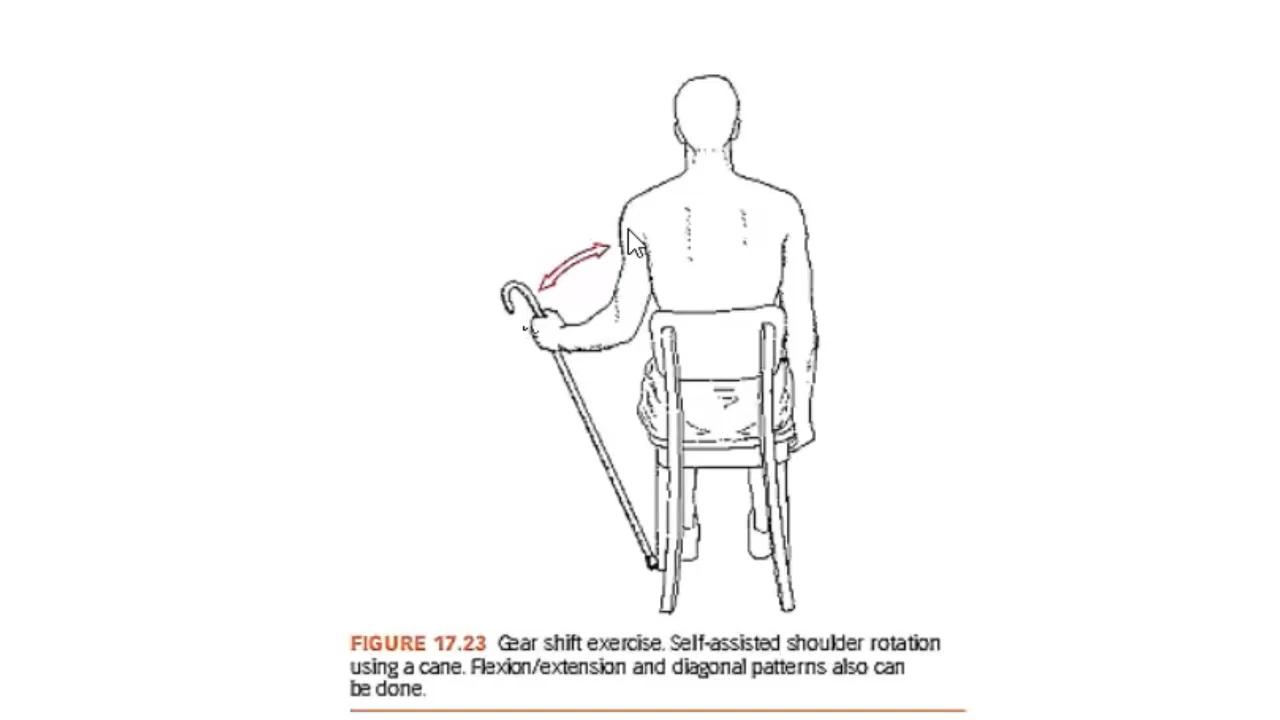 FIGURE 17.23 Gear shift exercise. Self-assisted shoulder rotation
using a cane. Flexion/extension and diagonal patterns also can
be done.